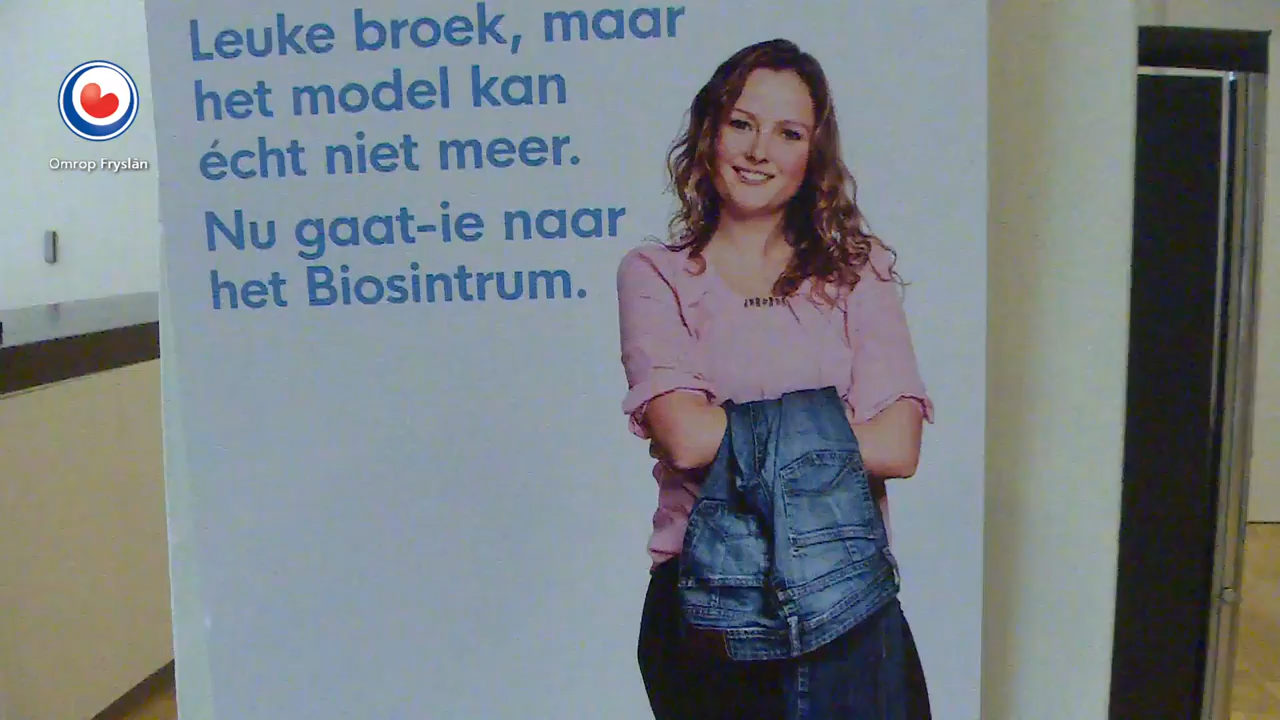 Leuke broek, maar
het model kan
écht niet meer.
Nu gaat-ie naar
het Biosintrum.
Omrop Fryslân